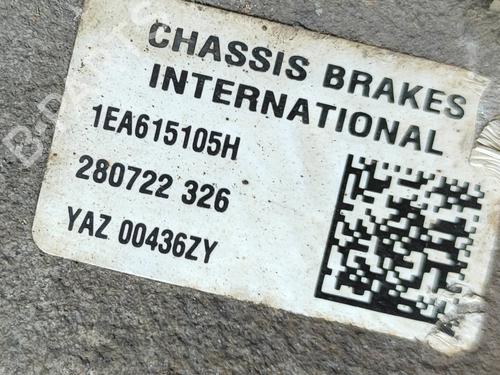 CHASSIS BRAKES
INTERNATIONAL
1EA615105H
280722 326
YAZ 00436ZY